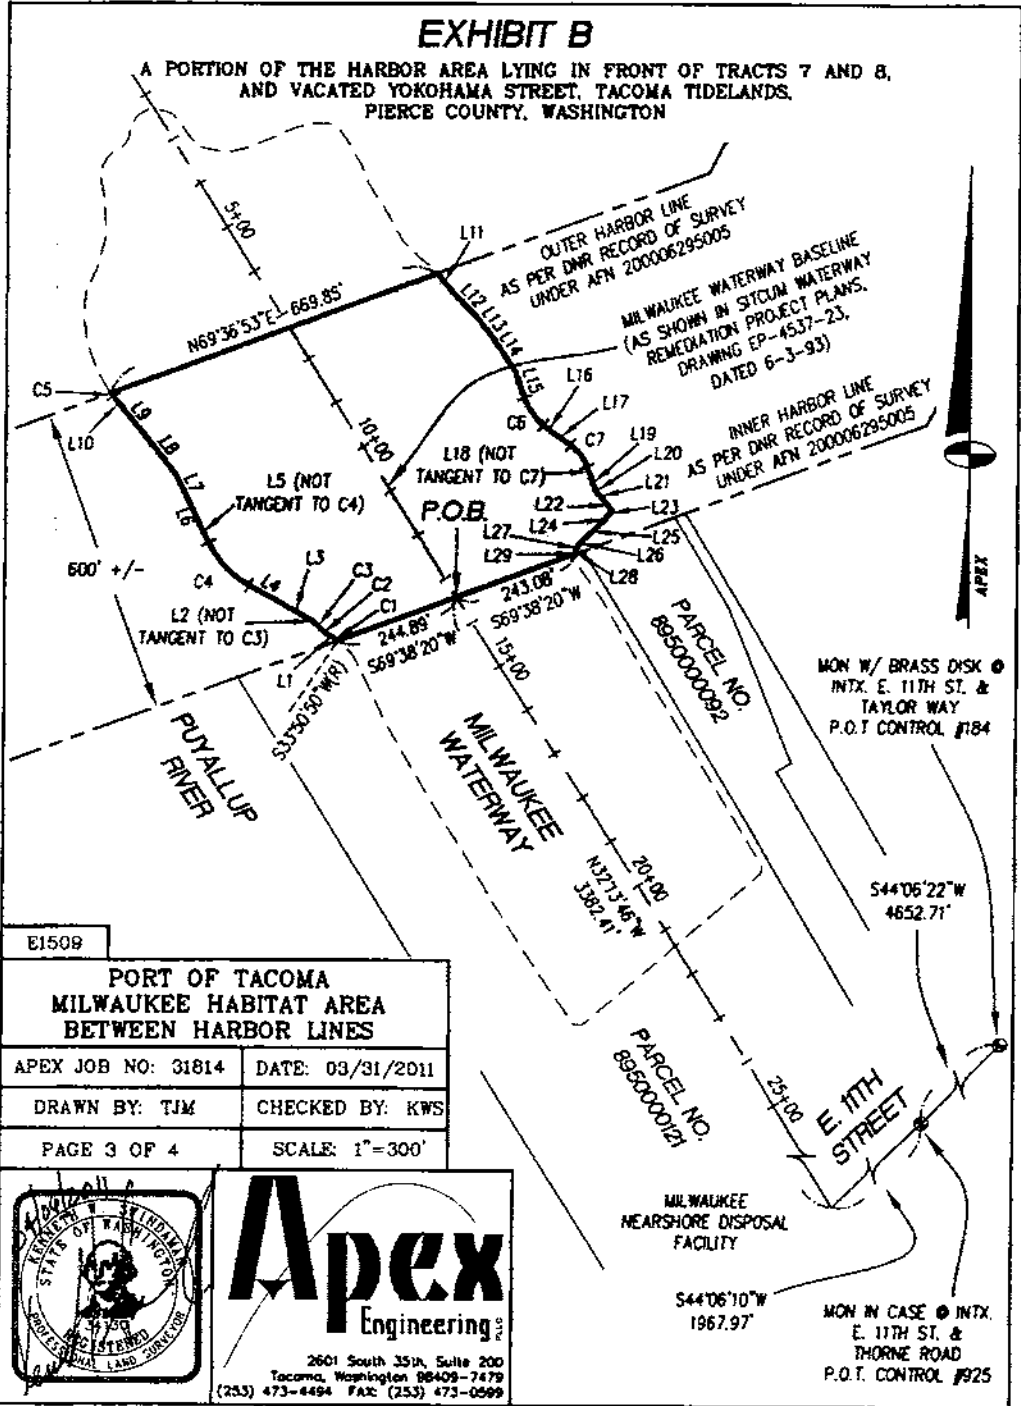 EXHIBIT B
A PORTION OF THE HARBOR AREA LYING IN FRONT OF TRACTS 7 AND 8,
AND VACATED YOKOHAMA STREET, TACOMA TIDELANDS,
PIERCE COUNTY, WASHINGTON
5+00
L11
OUTER HARBOR LINE
AS PER DNR RECORD OF SURVEY
UNDER AFN 200006295005
N69°36'53"E 669.85'
L12
L13
L14
L15
MILWAUKEE WATERWAY BASELINE
(AS SHOWN IN SITCUM WATERWAY
REMEDIATION PROJECT PLANS,
DRAWING EP-4537-23,
DATED 6-3-93)
C5
L9
L10
L8
L7
L6
10+00
L16
C6
L17
C7
L18 (NOT
TANGENT TO C7)
L19
L20
L21
L22
L23
L24
L25
L26
L27
L28
L29
INNER HARBOR LINE
AS PER DNR RECORD OF SURVEY
UNDER AFN 200006295005
L5 (NOT
TANGENT TO C4)
P.O.B.
600' +/-
C4
L4
L3
C3
C2
C1
L2 (NOT
TANGENT TO C3)
L1
244.89'
S69°38'20"W
243.08'
S69°38'20"W
S33°50'50"W(R)
15+00
APEX
PARCEL NO.
8950000092
MON W/ BRASS DISK @
INTX. E. 11TH ST. &
TAYLOR WAY
P.O.T CONTROL #184
PUYALLUP
RIVER
MILWAUKEE
WATERWAY
20+00
N32°13'46"W
3382.41'
S44°06'22"W
4652.71'
E1509
PORT OF TACOMA
MILWAUKEE HABITAT AREA
BETWEEN HARBOR LINES
APEX JOB NO: 31814
DATE: 03/31/2011
DRAWN BY: TJM
CHECKED BY: KWS
PAGE 3 OF 4
SCALE: 1"=300'
PARCEL NO.
8950000121
25+00
E. 11TH
STREET
MILWAUKEE
NEARSHORE DISPOSAL
FACILITY
S44°06'10"W
1967.97'
MON IN CASE @ INTX.
E. 11TH ST. &
THORNE ROAD
P.O.T. CONTROL #925
KENNETH W. SWINDAMAN
STATE OF WASHINGTON
REGISTERED
PROFESSIONAL LAND SURVEYOR
Apex
Engineering PLLC
2601 South 35th, Suite 200
Tacoma, Washington 98409-7479
(253) 473-4494 FAX: (253) 473-0599